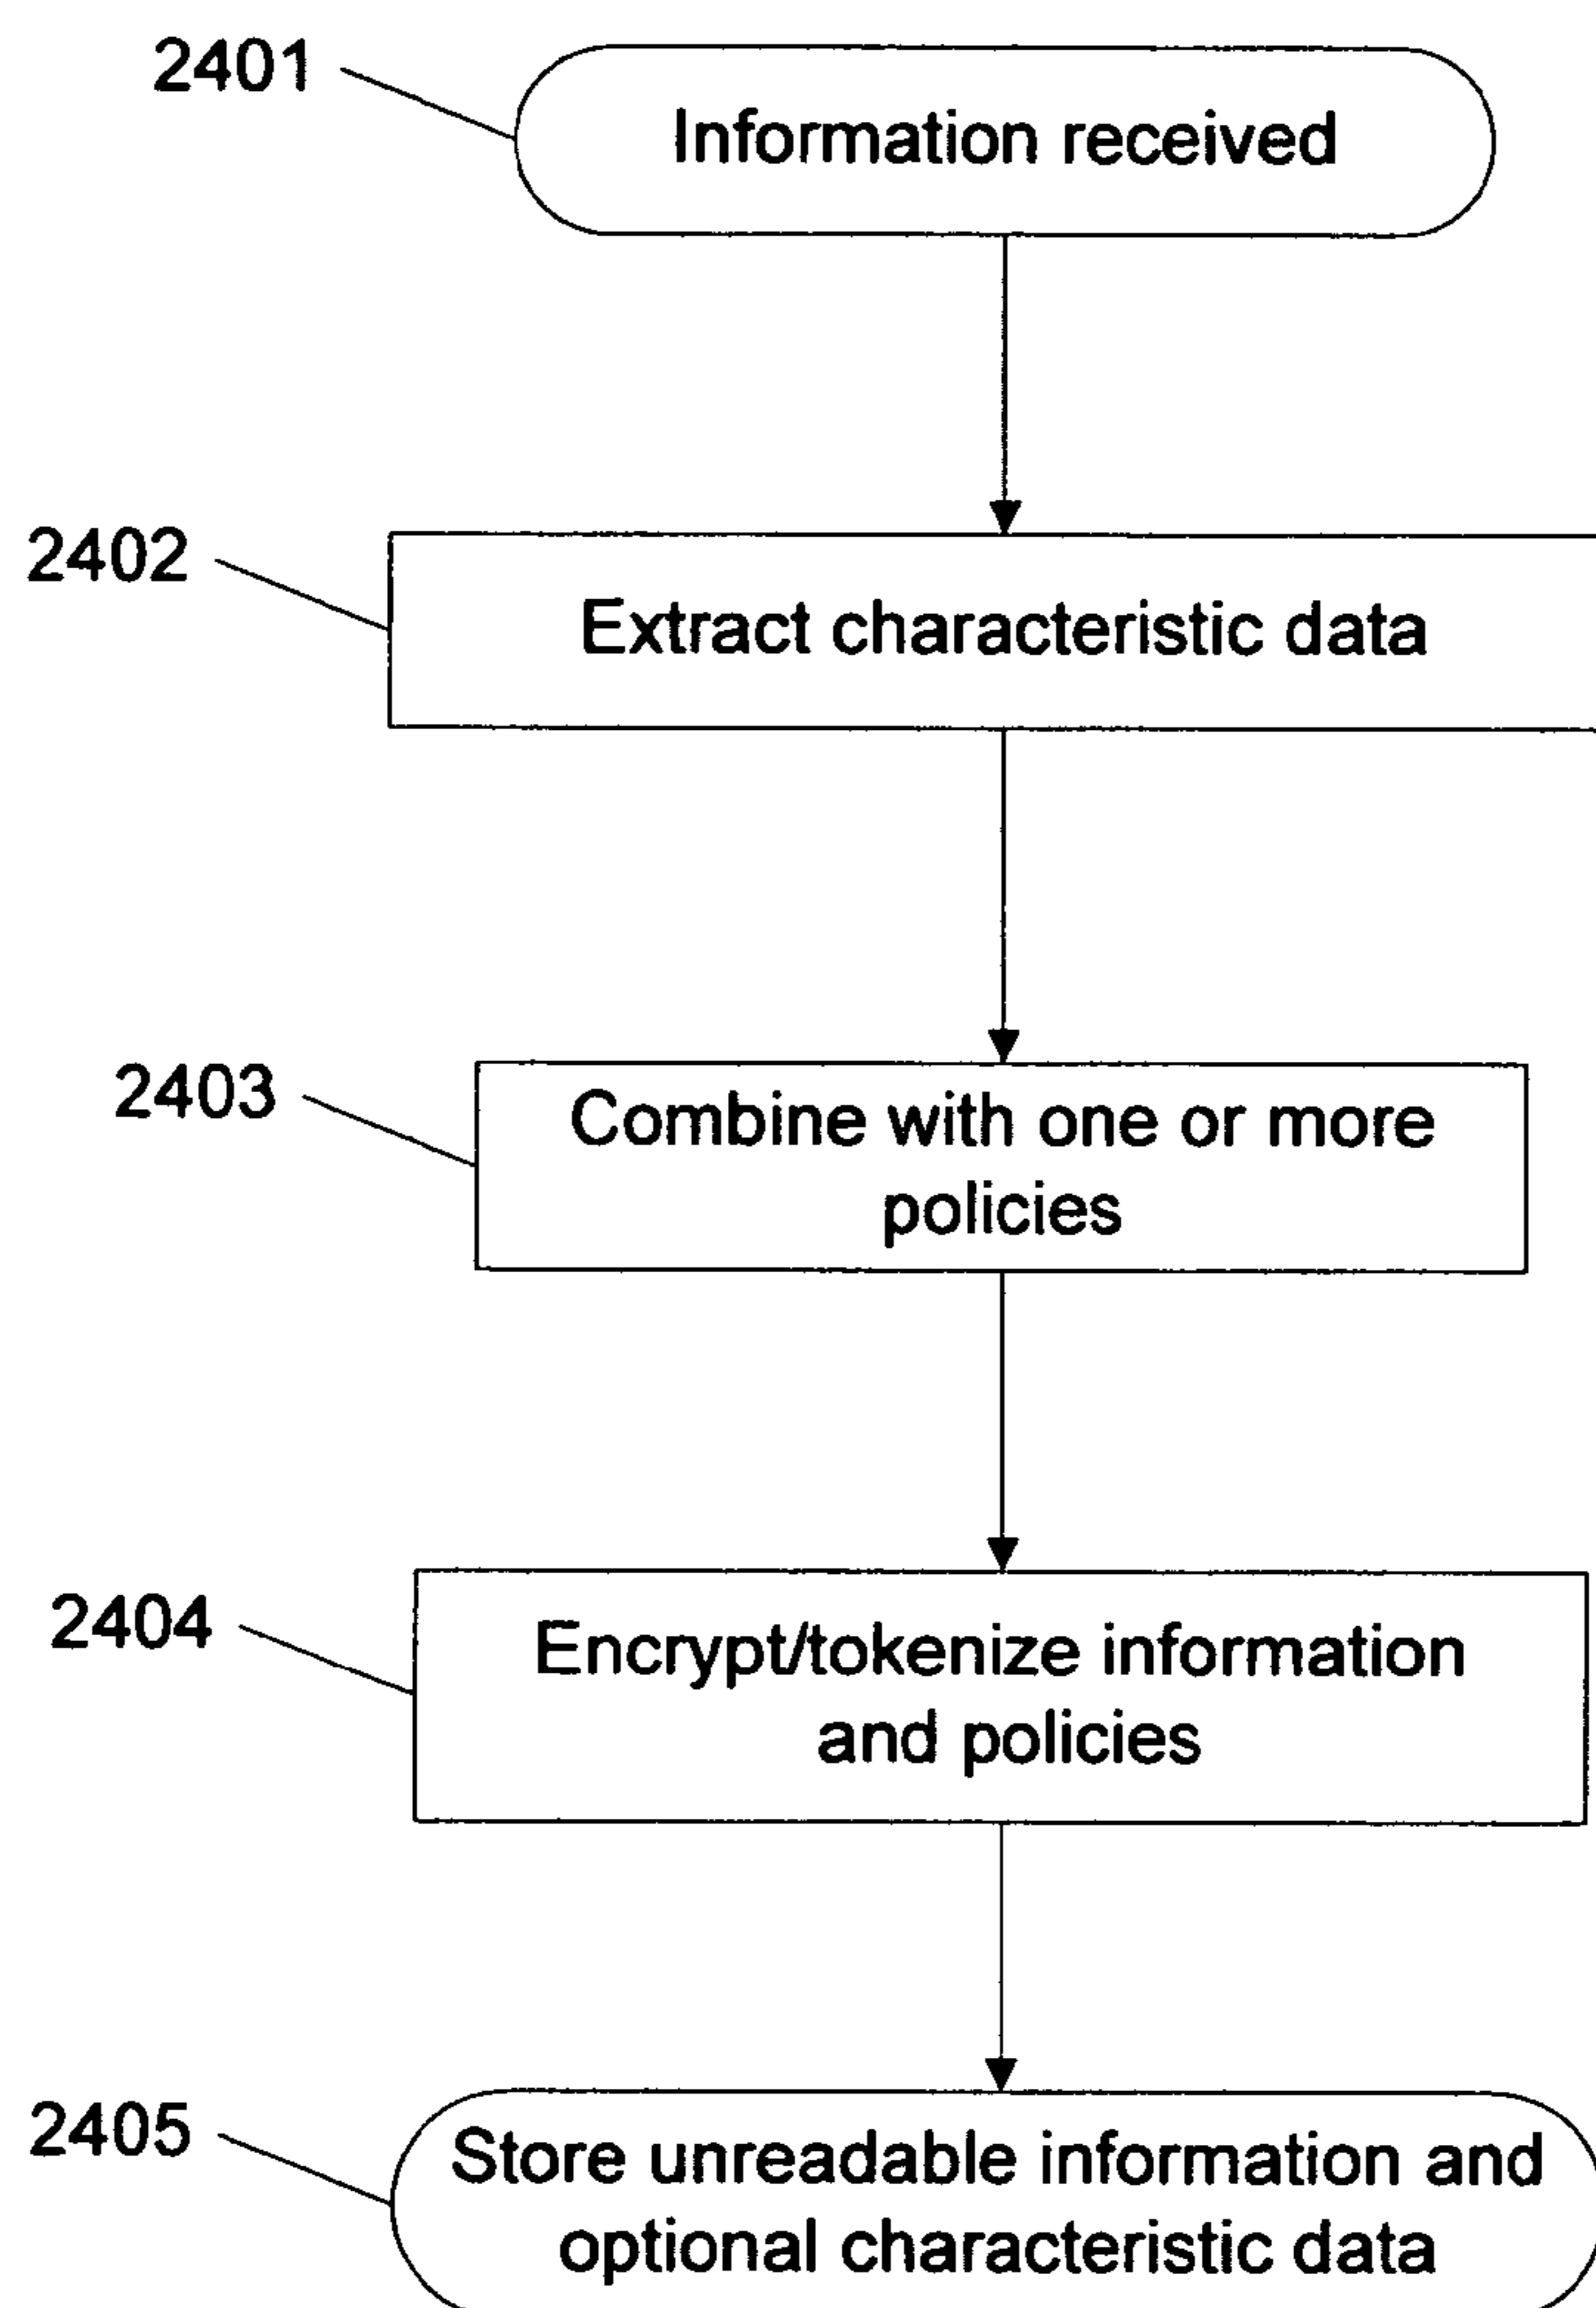 2401
Information received
2402
Extract characteristic data
2403
Combine with one or more
policies
2404
Encrypt/tokenize information
and policies
2405
Store unreadable information and
optional characteristic data